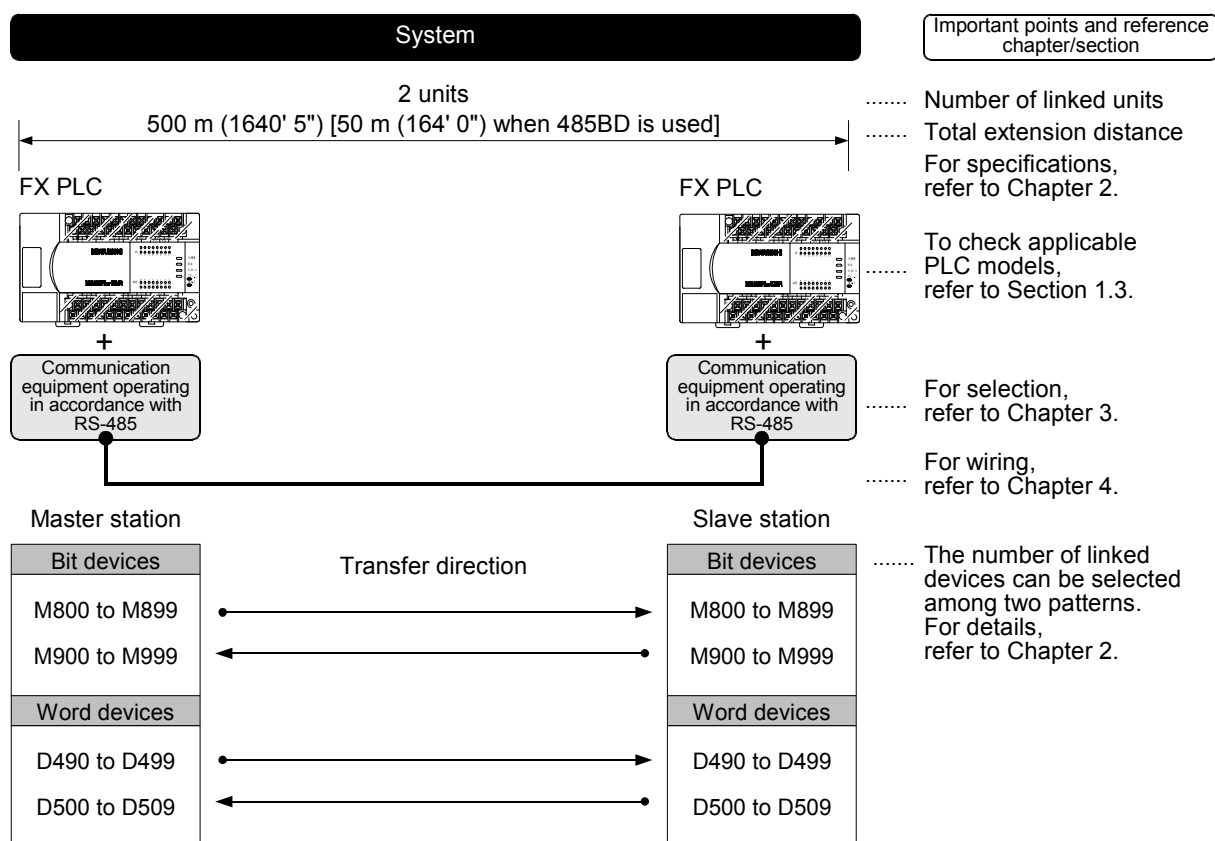 System
Important points and reference
chapter/section
2 units
500 m (1640' 5") [50 m (164' 0") when 485BD is used]
....... Number of linked units
....... Total extension distance
For specifications,
refer to Chapter 2.
FX PLC
FX PLC
To check applicable
....... PLC models,
refer to Section 1.3.
+
+
Communication
equipment operating
in accordance with
RS-485
Communication
equipment operating
in accordance with
RS-485
For selection,
....... refer to Chapter 3.
For wiring,
....... refer to Chapter 4.
Master station
Slave station
Bit devices
Transfer direction
Bit devices
....... The number of linked
devices can be selected
among two patterns.
For details,
refer to Chapter 2.
M800 to M899
M800 to M899
M900 to M999
M900 to M999
Word devices
Word devices
D490 to D499
D490 to D499
D500 to D509
D500 to D509